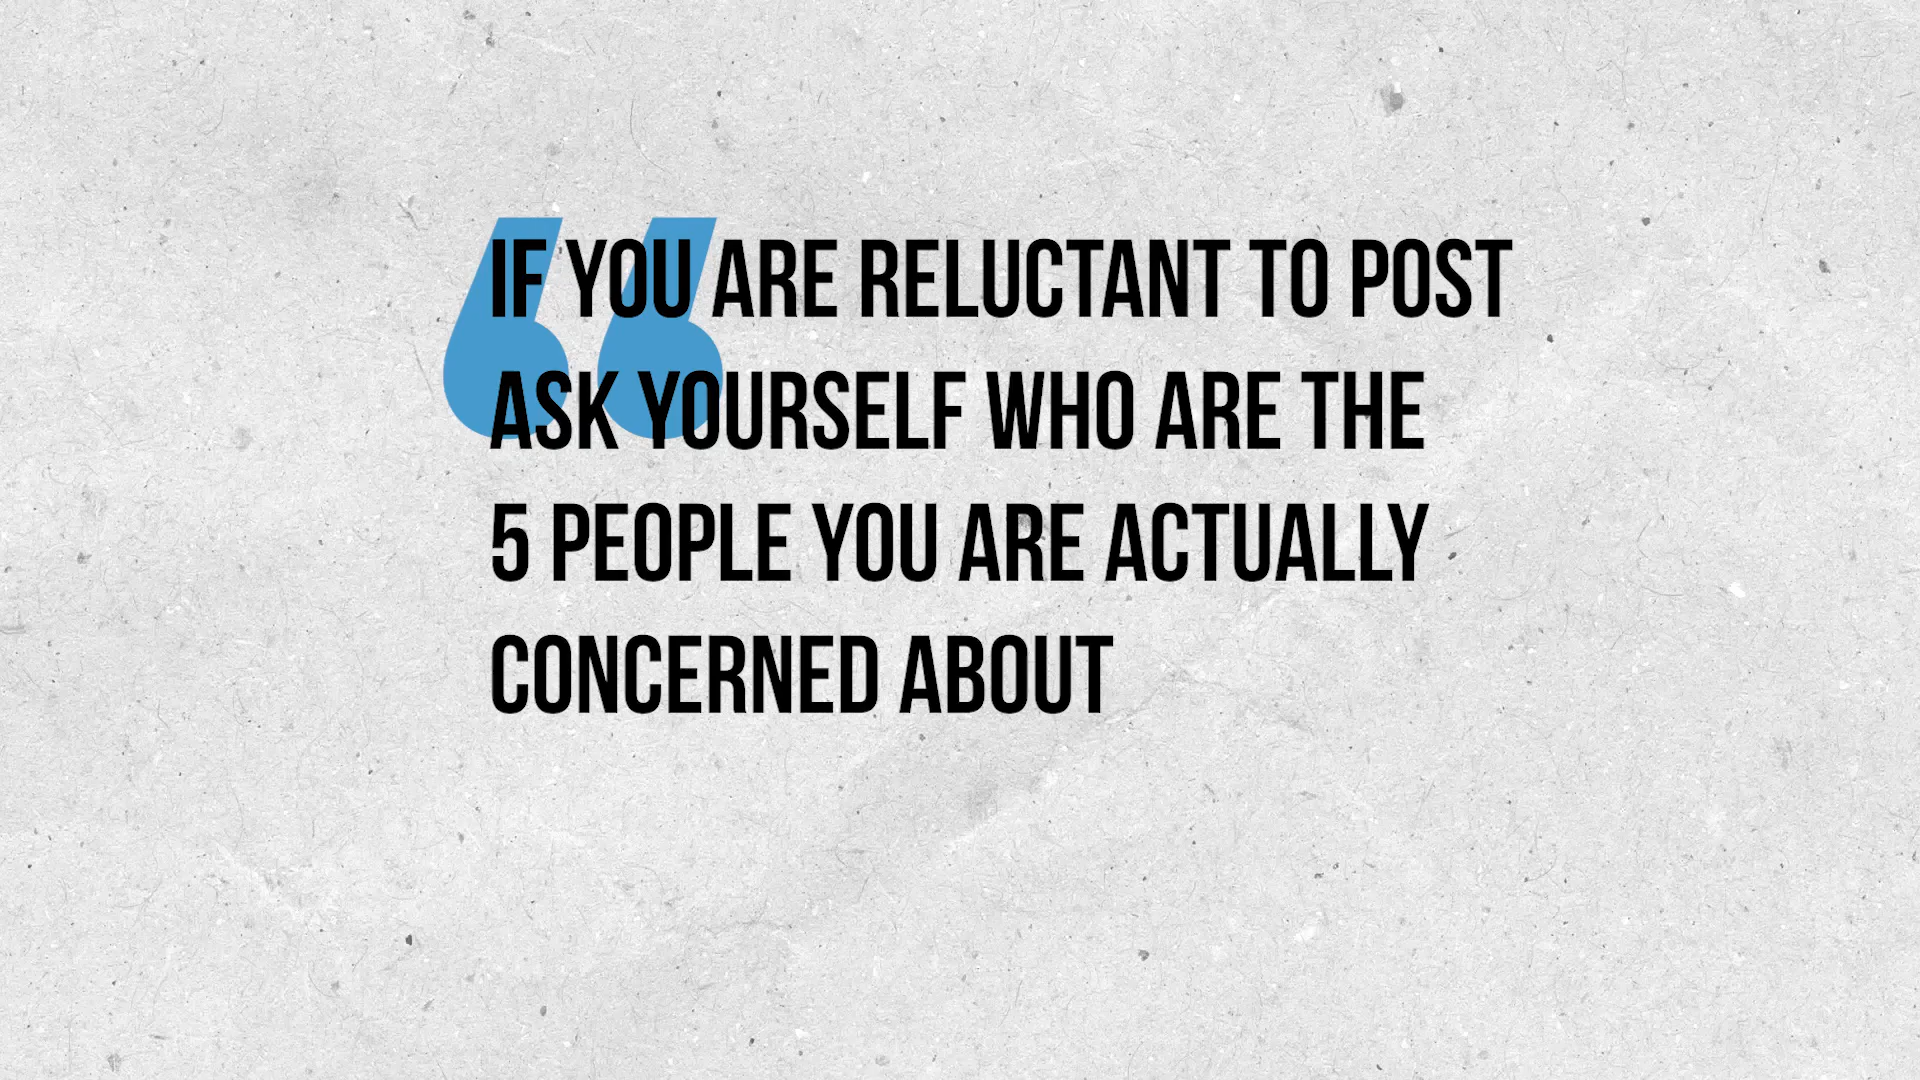 IF YOU ARE RELUCTANT TO POST
ASK YOURSELF WHO ARE THE
5 PEOPLE YOU ARE ACTUALLY
CONCERNED ABOUT